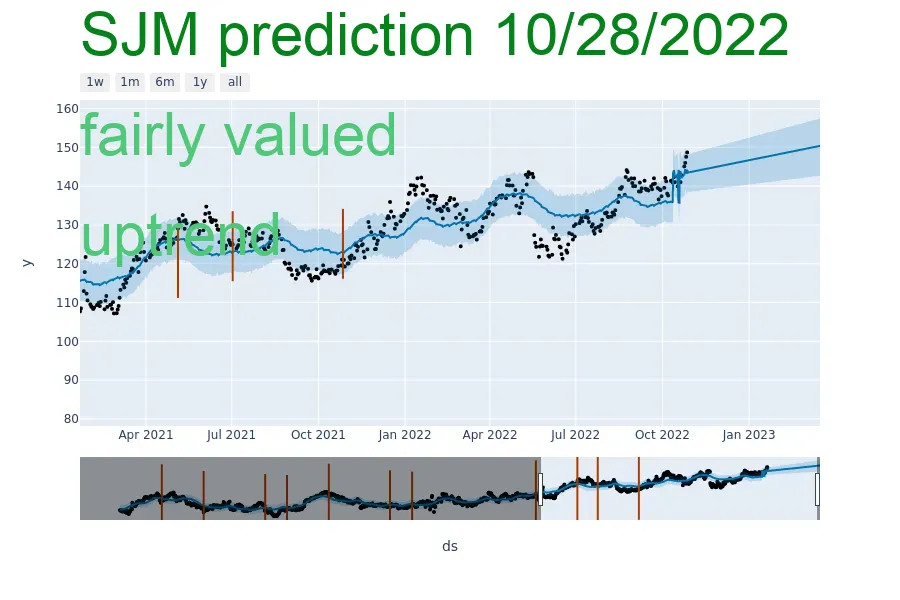 SJM prediction 10/28/2022
1w 1m 6m 1y all
160
fairly valued
150
140
130
uptrend
120
110
100
90
80
y
Apr 2021 Jul 2021 Oct 2021 Jan 2022 Apr 2022 Jul 2022 Oct 2022 Jan 2023
ds